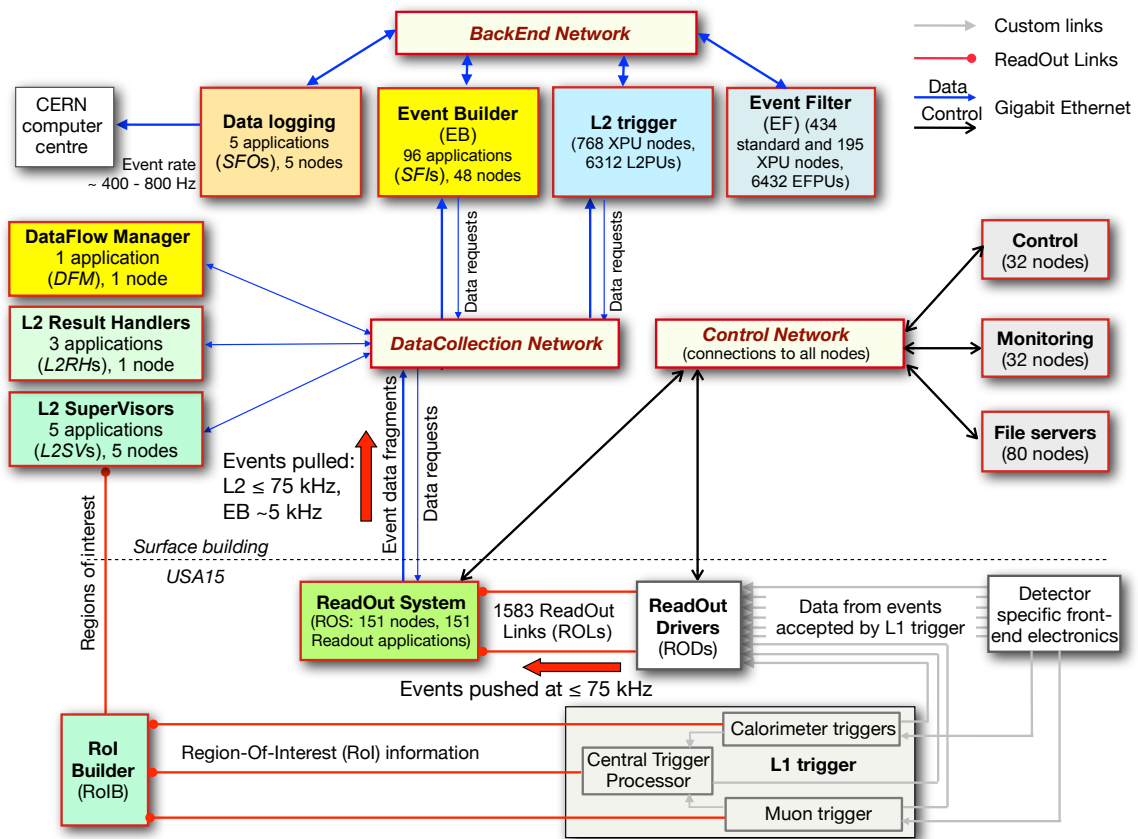 BackEnd Network
Custom links
ReadOut Links
Data
Control
Gigabit Ethernet
CERN
computer
centre
Data logging
5 applications
(SFOs), 5 nodes
Event Builder
(EB)
96 applications
(SFIs), 48 nodes
L2 trigger
(768 XPU nodes,
6312 L2PUs)
Event Filter
(EF) (434
standard and 195
XPU nodes,
6432 EFPUs)
Event rate
~ 400 - 800 Hz
Data requests
Data requests
DataFlow Manager
1 application
(DFM), 1 node
L2 Result Handlers
3 applications
(L2RHs), 1 node
L2 SuperVisors
5 applications
(L2SVs), 5 nodes
DataCollection Network
Control Network
(connections to all nodes)
Control
(32 nodes)
Monitoring
(32 nodes)
File servers
(80 nodes)
Events pulled:
L2 ≤ 75 kHz,
EB ~5 kHz
Event data fragments
Data requests
Regions of interest
Surface building
USA15
ReadOut System
(ROS: 151 nodes, 151
Readout applications)
1583 ReadOut
Links (ROLs)
ReadOut
Drivers
(RODs)
Data from events
accepted by L1 trigger
Detector
specific front-
end electronics
Events pushed at ≤ 75 kHz
RoI
Builder
(RoIB)
Region-Of-Interest (RoI) information
Calorimeter triggers
Central Trigger
Processor
L1 trigger
Muon trigger